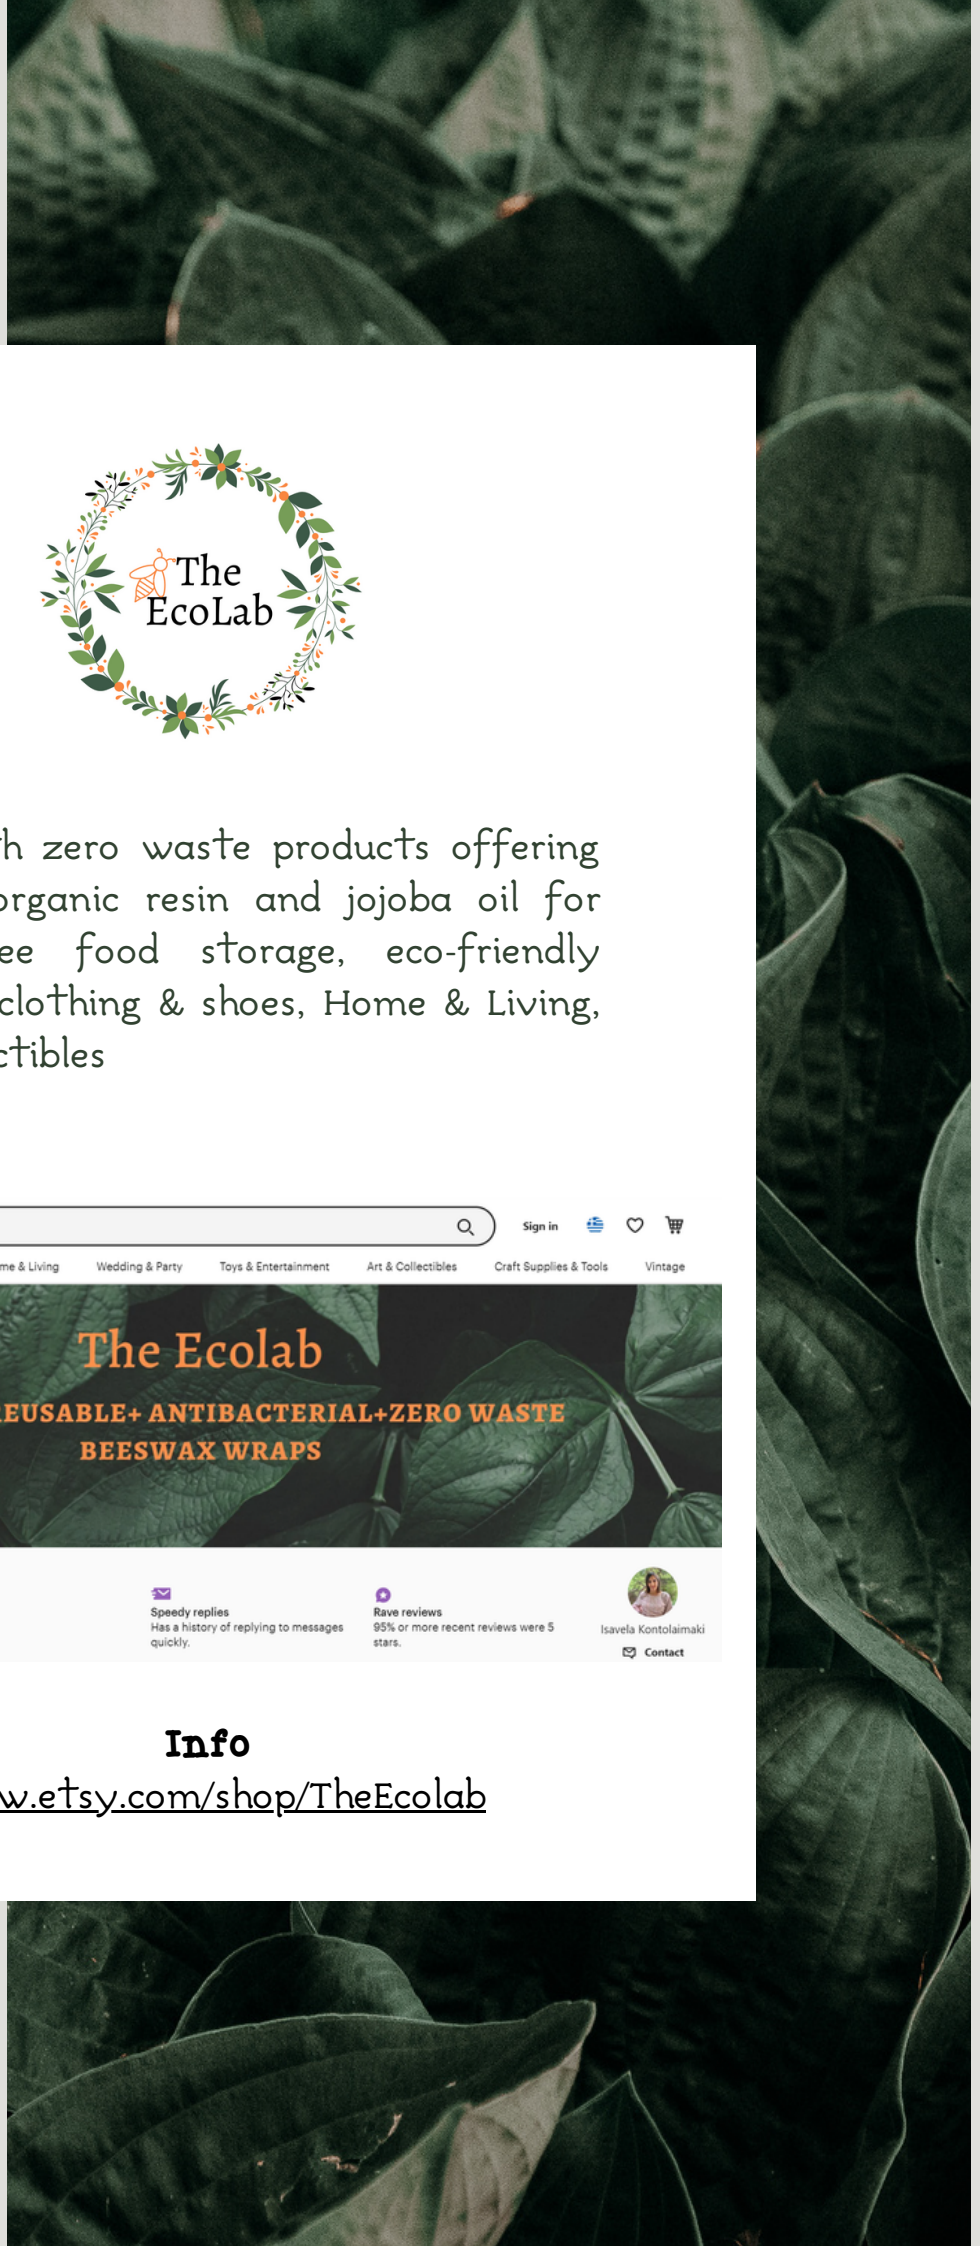 The
EcoLab
th zero waste products offering
organic resin and jojoba oil for
ee food storage, eco-friendly
clothing & shoes, Home & Living,
ctibles
Sign in
me & Living Wedding & Party Toys & Entertainment Art & Collectibles Craft Supplies & Tools Vintage
The Ecolab
REUSABLE+ ANTIBACTERIAL+ZERO WASTE
BEESWAX WRAPS
Speedy replies
Has a history of replying to messages
quickly.
Rave reviews
95% or more recent reviews were 5
stars.
Isavela Kontolaimaki
Contact
Info
w.etsy.com/shop/TheEcolab